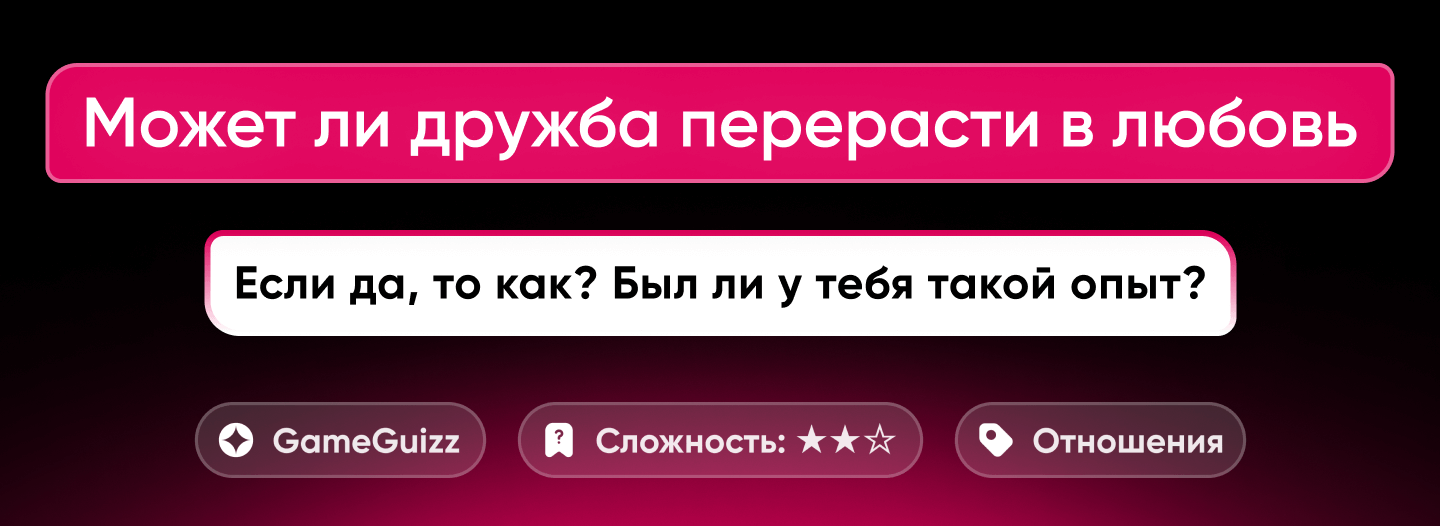 Может ли дружба перерасти в любовь
Если да, то как? Был ли у тебя такой опыт?
GameGuizz
Сложность: ★★☆
Отношения